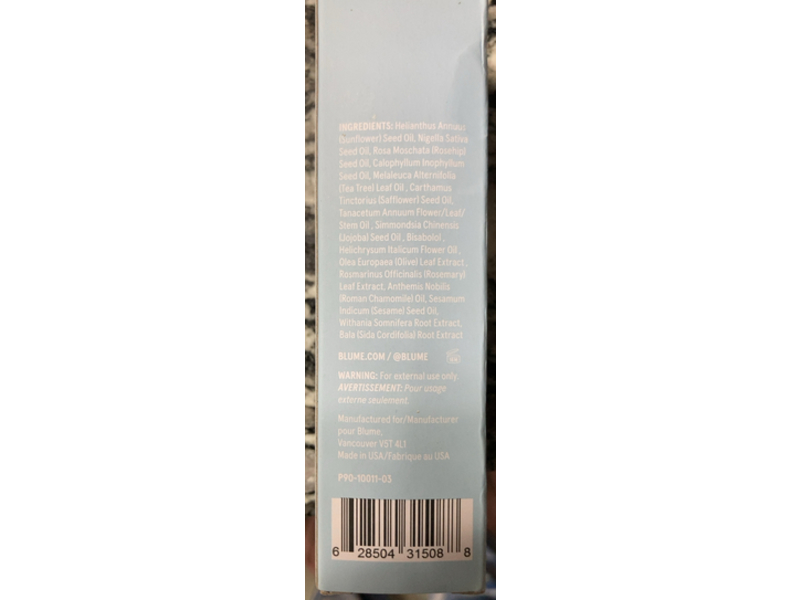 INGREDIENTS: Helianthus Annuus
(Sunflower) Seed Oil, Nigella Sativa
Seed Oil, Rosa Moschata (Rosehip)
Seed Oil, Calophyllum Inophyllum
Seed Oil, Melaleuca Alternifolia
(Tea Tree) Leaf Oil , Carthamus
Tinctorius (Safflower) Seed Oil,
Tanacetum Annuum Flower/Leaf/
Stem Oil , Simmondsia Chinensis
(Jojoba) Seed Oil , Bisabolol ,
Helichrysum Italicum Flower Oil ,
Olea Europaea (Olive) Leaf Extract ,
Rosmarinus Officinalis (Rosemary)
Leaf Extract, Anthemis Nobilis
(Roman Chamomile) Oil, Sesamum
Indicum (Sesame) Seed Oil,
Withania Somnifera Root Extract,
Bala (Sida Cordifolia) Root Extract
BLUME.COM / @BLUME
WARNING: For external use only.
AVERTISSEMENT: Pour usage
externe seulement.
Manufactured for/Manufacturer
pour Blume:
Vancouver V5T 4L1
Made in USA/Fabrique au USA
P90-10011-03
6 28504 31508 8